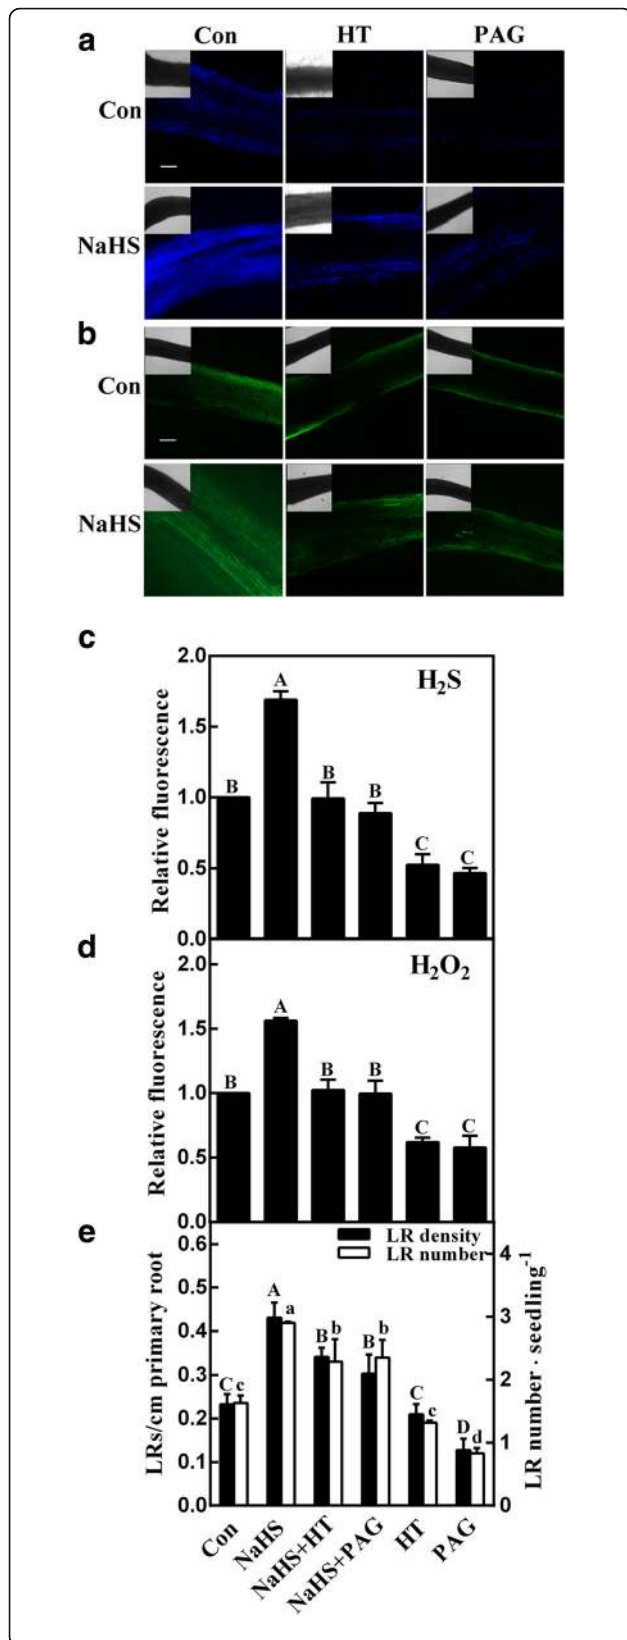 a
Con HT PAG
Con
NaHS
b
Con
NaHS
c
2.0
1.5
1.0
0.5
0.0
Relative fluorescence
H₂S
B A B B C C
d
2.0
1.5
1.0
0.5
0.0
Relative fluorescence
H₂O₂
B A B B C C
e
0.6
0.5
0.4
0.3
0.2
0.1
0.0
LRs/cm primary root
LR density
LR number
4
3
2
1
0
LR number · seedling⁻¹
C c A a B b B b C c D d
Con NaHS NaHS+HT NaHS+PAG HT PAG